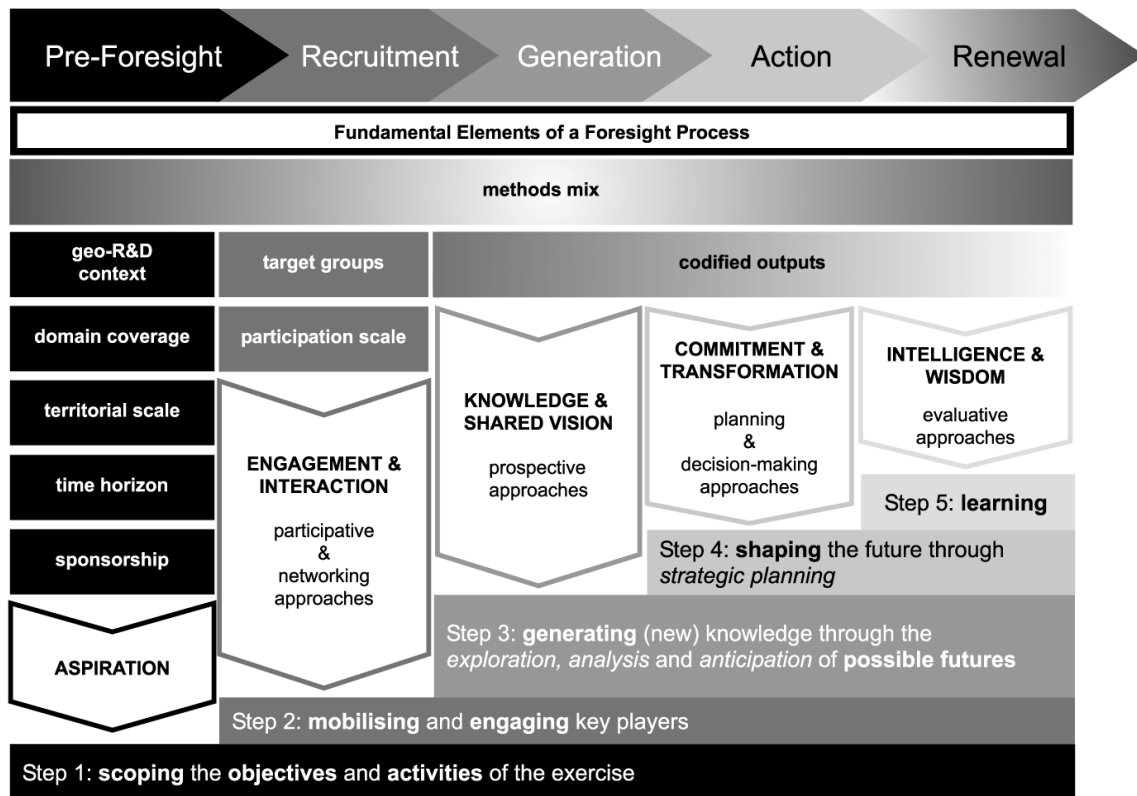 Pre-Foresight
Recruitment
Generation
Action
Renewal
Fundamental Elements of a Foresight Process
methods mix
geo-R&D
context
target groups
codified outputs
domain coverage
participation scale
territorial scale
time horizon
sponsorship
ASPIRATION
ENGAGEMENT &
INTERACTION
participative
&
networking
approaches
KNOWLEDGE &
SHARED VISION
prospective
approaches
COMMITMENT &
TRANSFORMATION
planning
&
decision-making
approaches
INTELLIGENCE &
WISDOM
evaluative
approaches
Step 5: learning
Step 4: shaping the future through
strategic planning
Step 3: generating (new) knowledge through the
exploration, analysis and anticipation of possible futures
Step 2: mobilising and engaging key players
Step 1: scoping the objectives and activities of the exercise